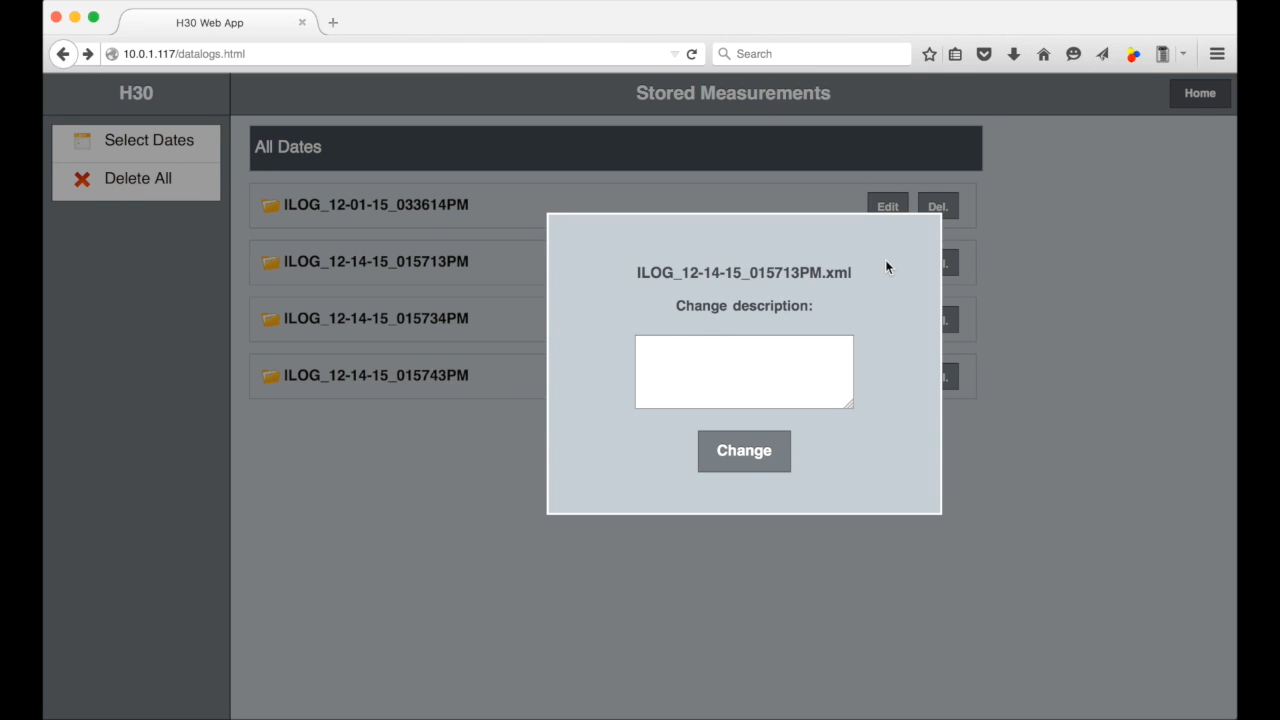 H30 Web App
10.0.1.117/datalogs.html
Search
H30
Stored Measurements
Home
Select Dates
Delete All
All Dates
ILOG_12-01-15_033614PM
Edit
Del.
ILOG_12-14-15_015713PM
l.
ILOG_12-14-15_015734PM
l.
ILOG_12-14-15_015743PM
l.
ILOG_12-14-15_015713PM.xml
Change description:
Change